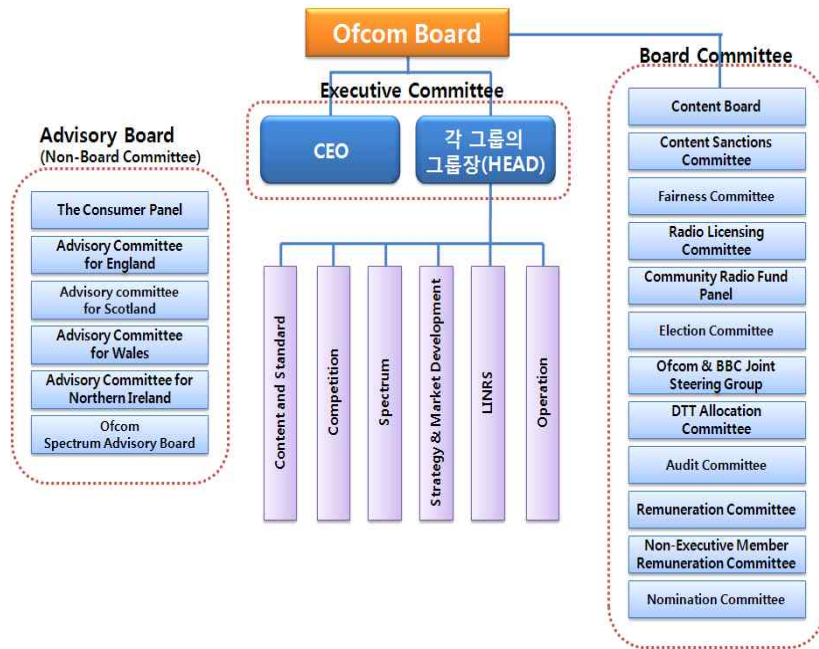 Ofcom Board
Executive Committee
CEO
각 그룹의
그룹장(HEAD)
Advisory Board
(Non-Board Committee)
The Consumer Panel
Advisory Committee
for England
Advisory committee
for Scotland
Advisory Committee
for Wales
Advisory Committee for
Northern Ireland
Ofcom
Spectrum Advisory Board
Content and Standard
Competition
Spectrum
Strategy & Market Development
LINRS
Operation
Board Committee
Content Board
Content Sanctions
Committee
Fairness Committee
Radio Licensing
Committee
Community Radio Fund
Panel
Election Committee
Ofcom & BBC Joint
Steering Group
DTT Allocation
Committee
Audit Committee
Remuneration Committee
Non-Executive Member
Remuneration Committee
Nomination Committee